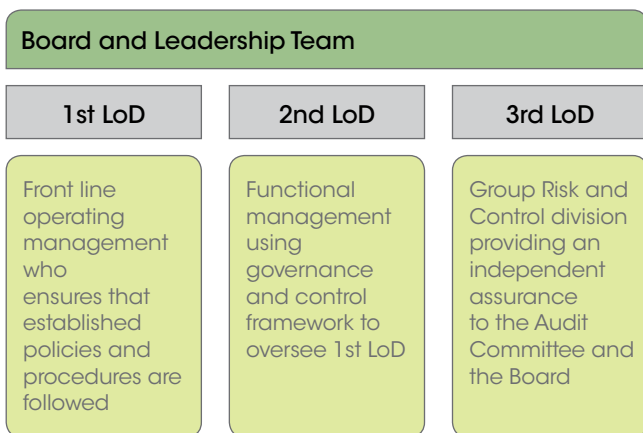 Board and Leadership Team
1st LoD
2nd LoD
3rd LoD
Front line
operating
management
who
ensures that
established
policies and
procedures are
followed
Functional
management
using
governance
and control
framework to
oversee 1st LoD
Group Risk and
Control division
providing an
independent
assurance
to the Audit
Committee and
the Board